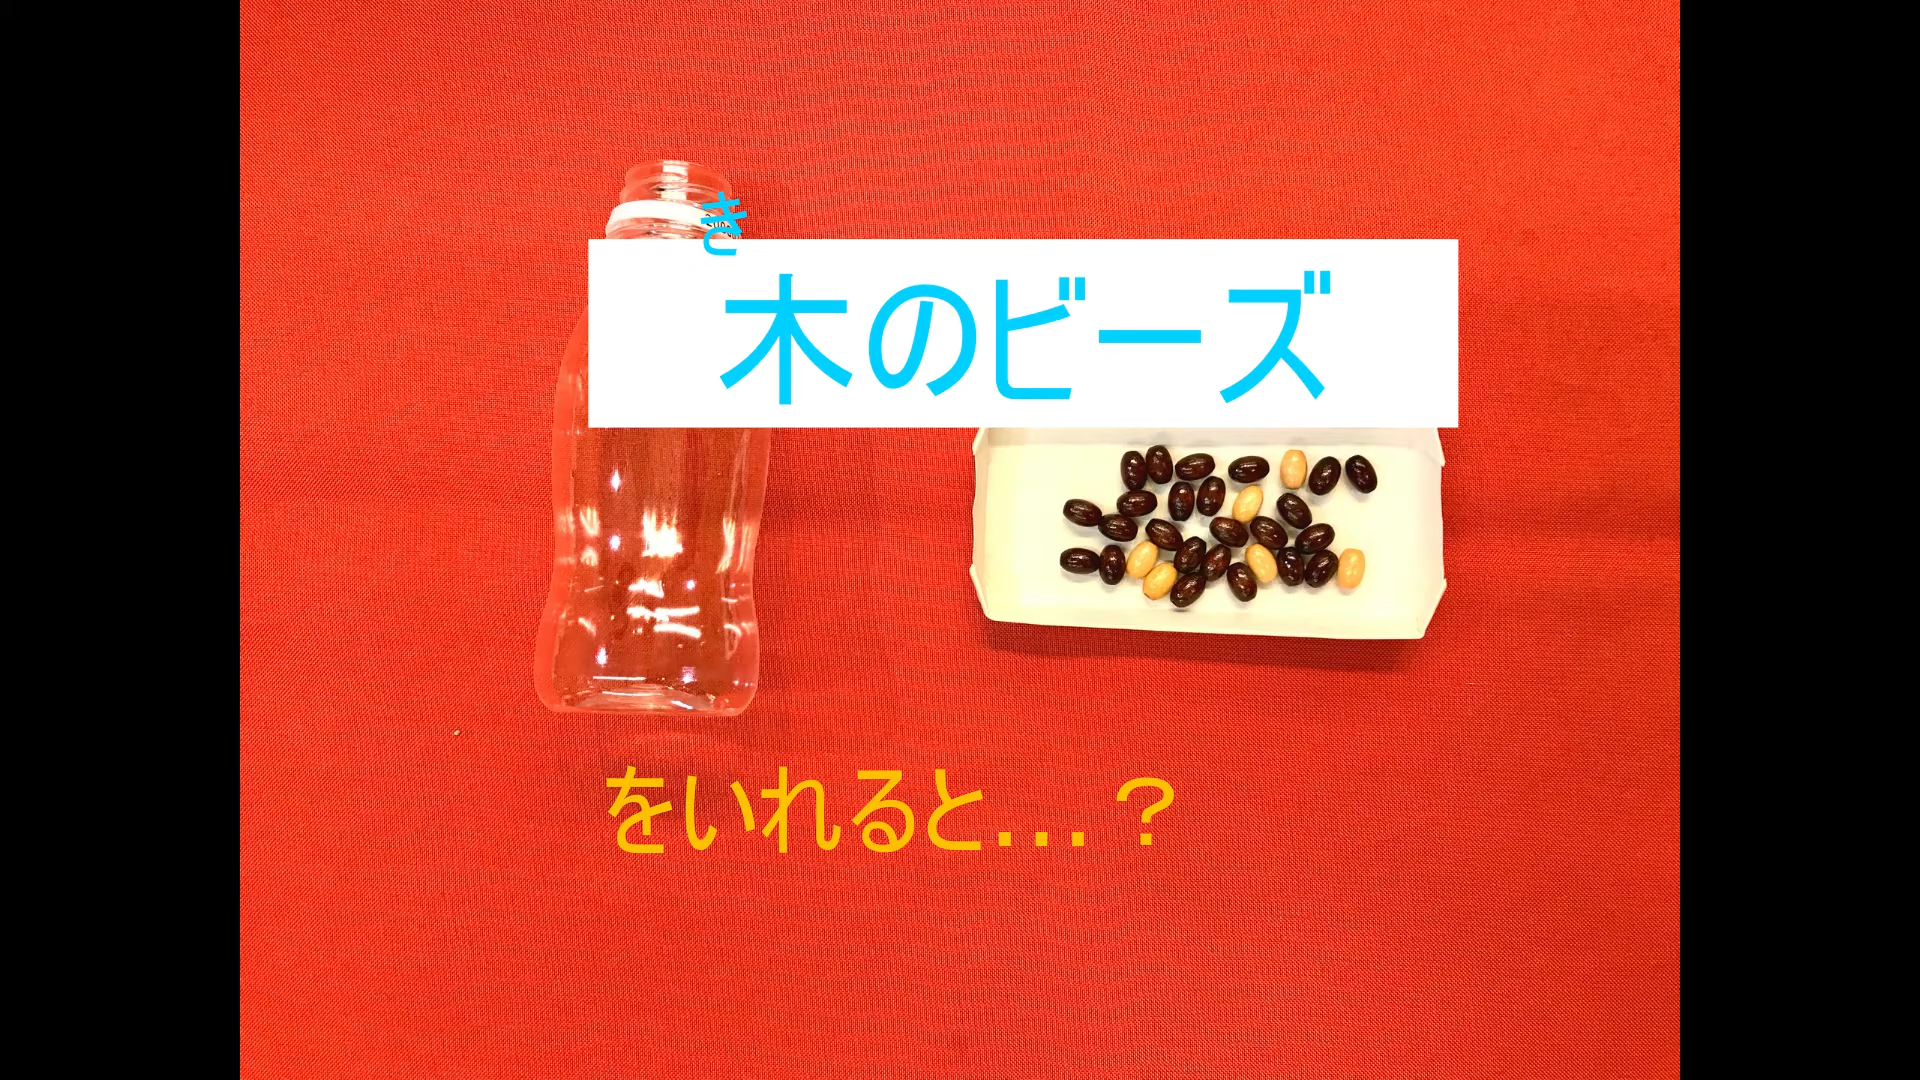 き
木のビーズ
をいれると...？